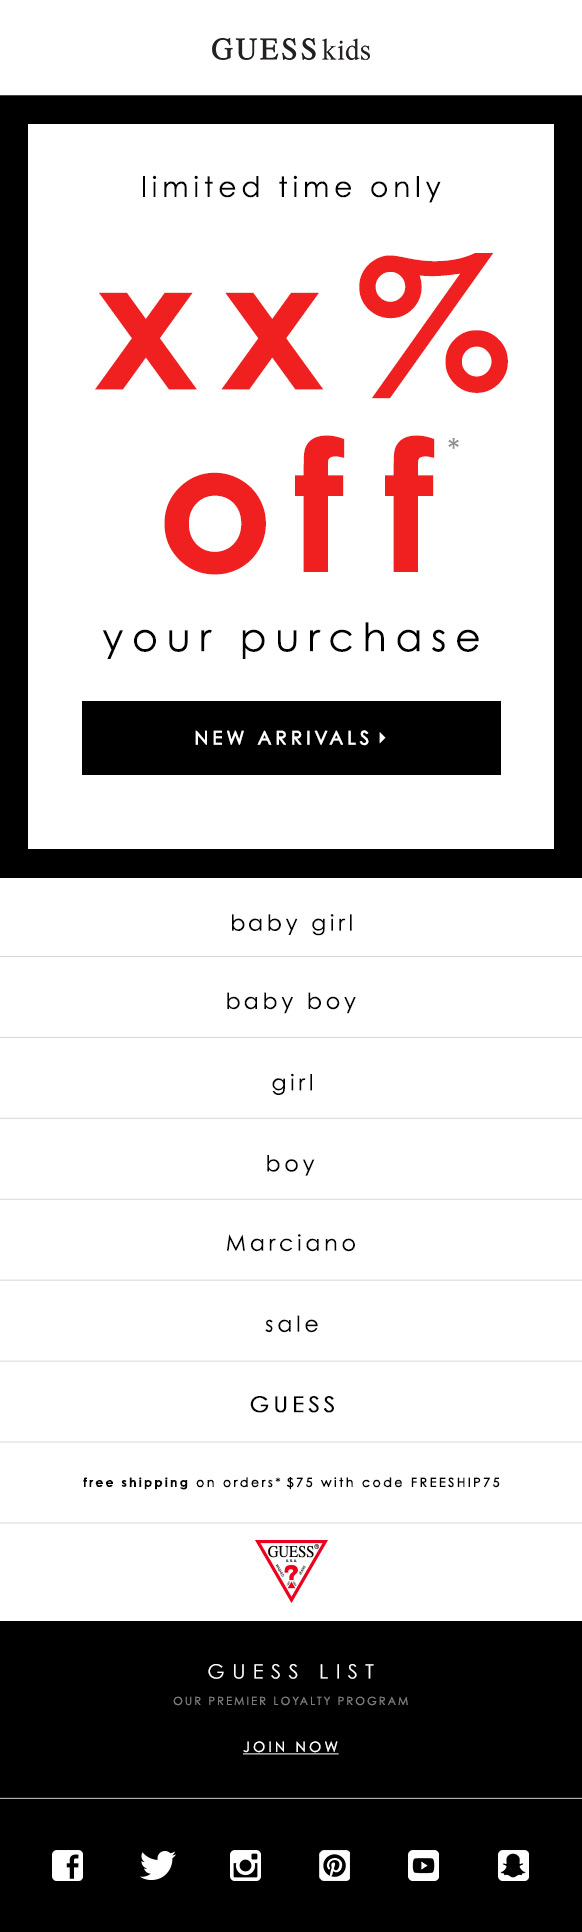 GUESS kids
limited time only
xx%
off*
your purchase
NEW ARRIVALS
baby girl
baby boy
girl
boy
Marciano
sale
GUESS
free shipping on orders* $75 with code FREESHIP75
GUESS®
U.S.A.
?
GUESS LIST
OUR PREMIER LOYALTY PROGRAM
JOIN NOW